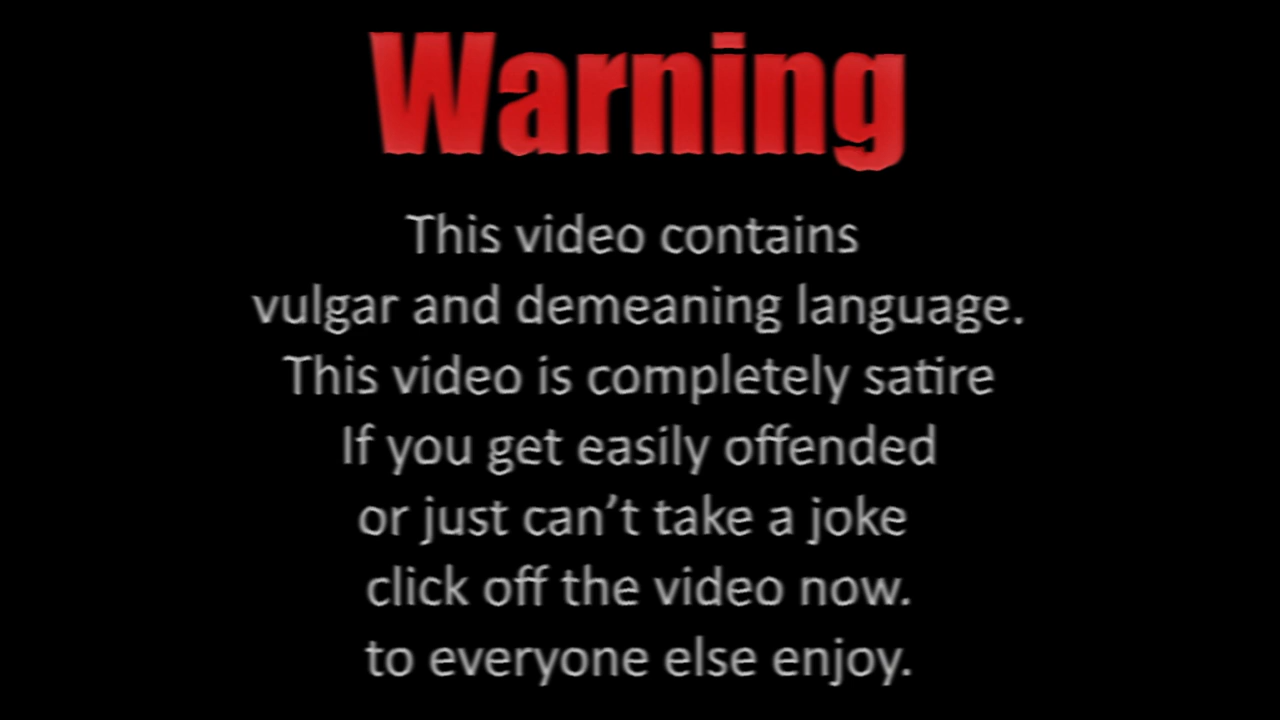 Warning
This video contains
vulgar and demeaning language.
This video is completely satire
If you get easily offended
or just can’t take a joke
click off the video now.
to everyone else enjoy.